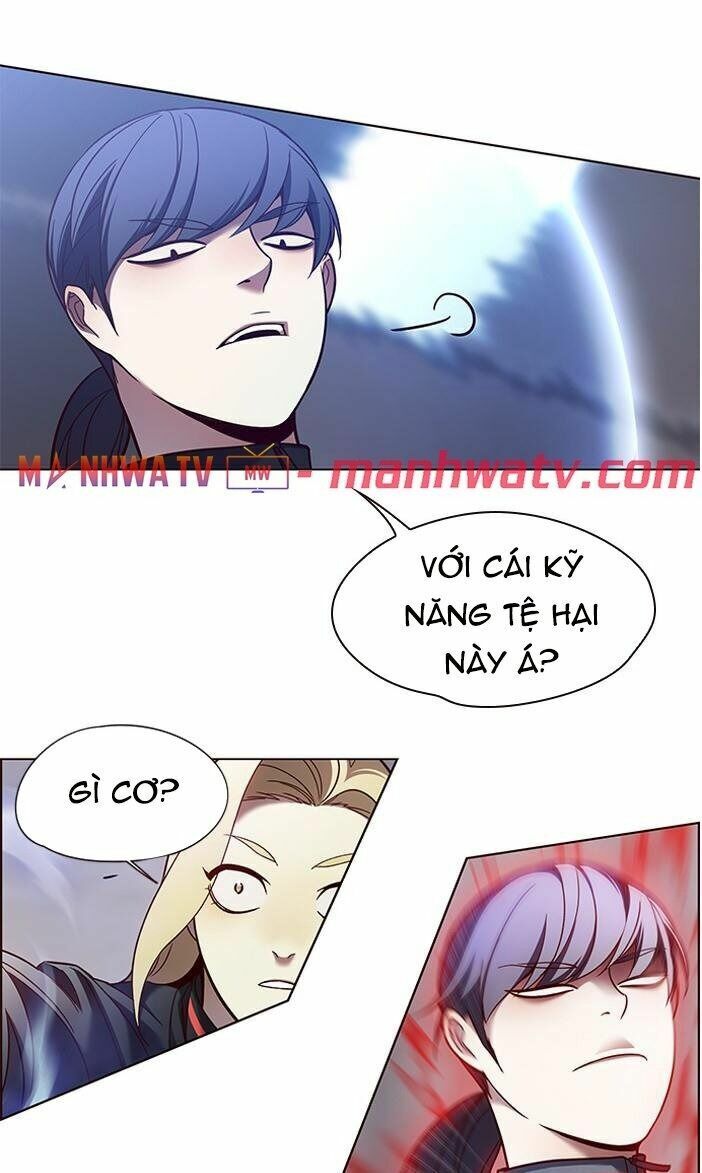 MANHWA TV MW manhwatv.com
VỚI CÁI KỸ
NĂNG TỆ HẠI
NÀY Á?
GÌ CƠ?